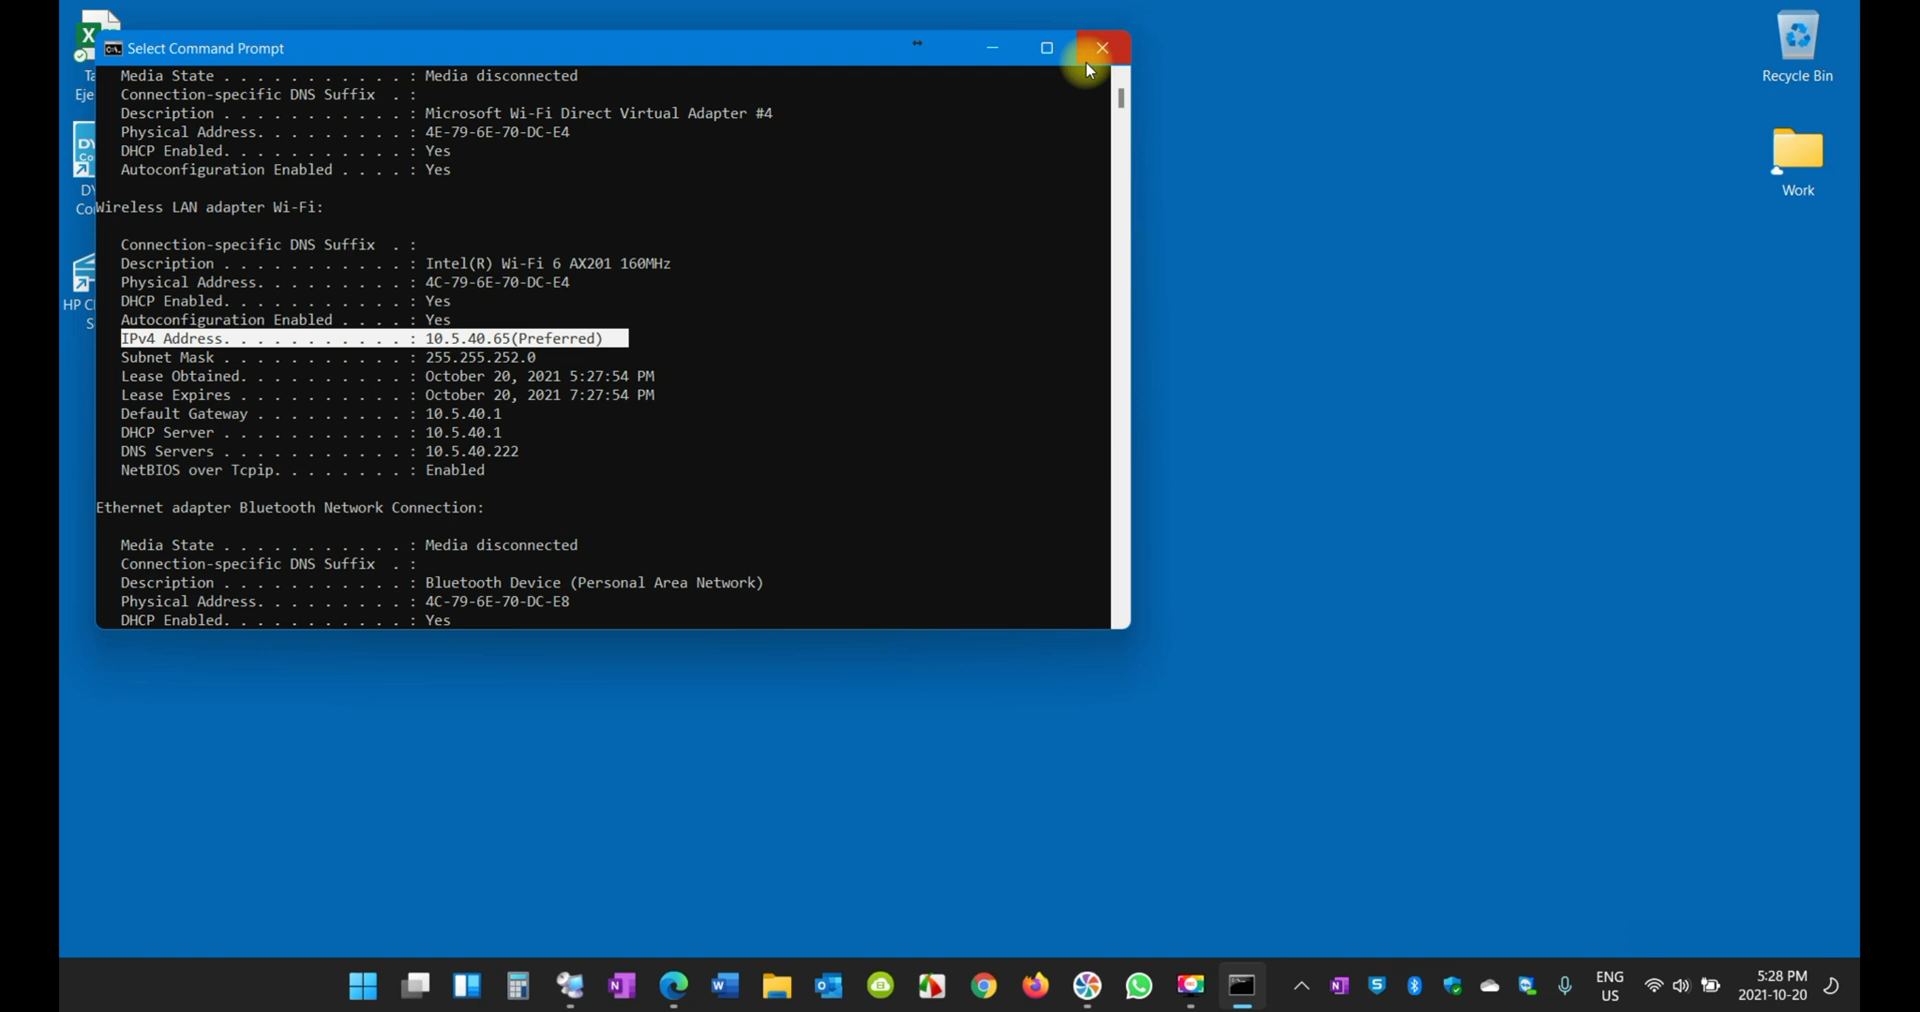 Select Command Prompt
Media State . . . . . . . . . . . : Media disconnected
Connection-specific DNS Suffix  . :
Description . . . . . . . . . . . : Microsoft Wi-Fi Direct Virtual Adapter #4
Physical Address. . . . . . . . . : 4E-79-6E-70-DC-E4
DHCP Enabled. . . . . . . . . . . : Yes
Autoconfiguration Enabled . . . . : Yes
Wireless LAN adapter Wi-Fi:
Connection-specific DNS Suffix  . :
Description . . . . . . . . . . . : Intel(R) Wi-Fi 6 AX201 160MHz
Physical Address. . . . . . . . . : 4C-79-6E-70-DC-E4
DHCP Enabled. . . . . . . . . . . : Yes
Autoconfiguration Enabled . . . . : Yes
IPv4 Address. . . . . . . . . . . : 10.5.40.65(Preferred)
Subnet Mask . . . . . . . . . . . : 255.255.252.0
Lease Obtained. . . . . . . . . . : October 20, 2021 5:27:54 PM
Lease Expires . . . . . . . . . . : October 20, 2021 7:27:54 PM
Default Gateway . . . . . . . . . : 10.5.40.1
DHCP Server . . . . . . . . . . . : 10.5.40.1
DNS Servers . . . . . . . . . . . : 10.5.40.222
NetBIOS over Tcpip. . . . . . . . : Enabled
Ethernet adapter Bluetooth Network Connection:
Media State . . . . . . . . . . . : Media disconnected
Connection-specific DNS Suffix  . :
Description . . . . . . . . . . . : Bluetooth Device (Personal Area Network)
Physical Address. . . . . . . . . : 4C-79-6E-70-DC-E8
DHCP Enabled. . . . . . . . . . . : Yes
Recycle Bin
Work
HP C
ENG
US
5:28 PM
2021-10-20